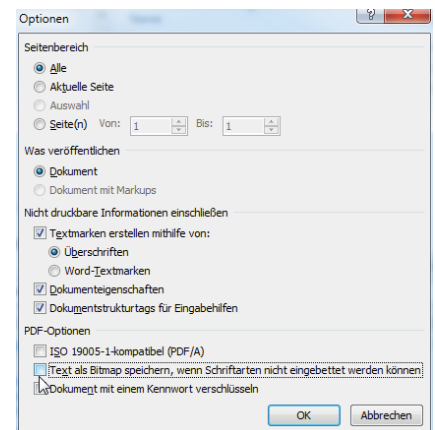 Optionen
Seitenbereich
Alle
Aktuelle Seite
Auswahl
Seite(n) Von: 1 Bis: 1
Was veröffentlichen
Dokument
Dokument mit Markups
Nicht druckbare Informationen einschließen
Textmarken erstellen mithilfe von:
Überschriften
Word-Textmarken
Dokumenteigenschaften
Dokumentstrukturtags für Eingabehilfen
PDF-Optionen
ISO 19005-1-kompatibel (PDF/A)
Text als Bitmap speichern, wenn Schriftarten nicht eingebettet werden können
Dokument mit einem Kennwort verschlüsseln
OK Abbrechen